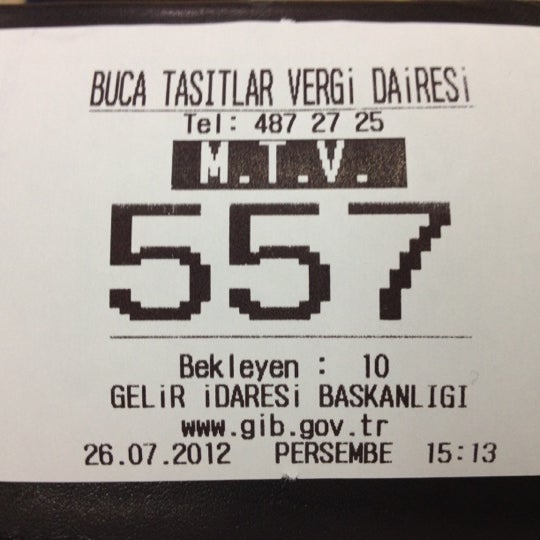 BUCA TASITLAR VERGi DAiRESi
Tel: 487 27 25
M.T.V.
557
Bekleyen : 10
GELiR iDARESi BASKANLIGI
www.gib.gov.tr
26.07.2012 PERSEMBE 15:13